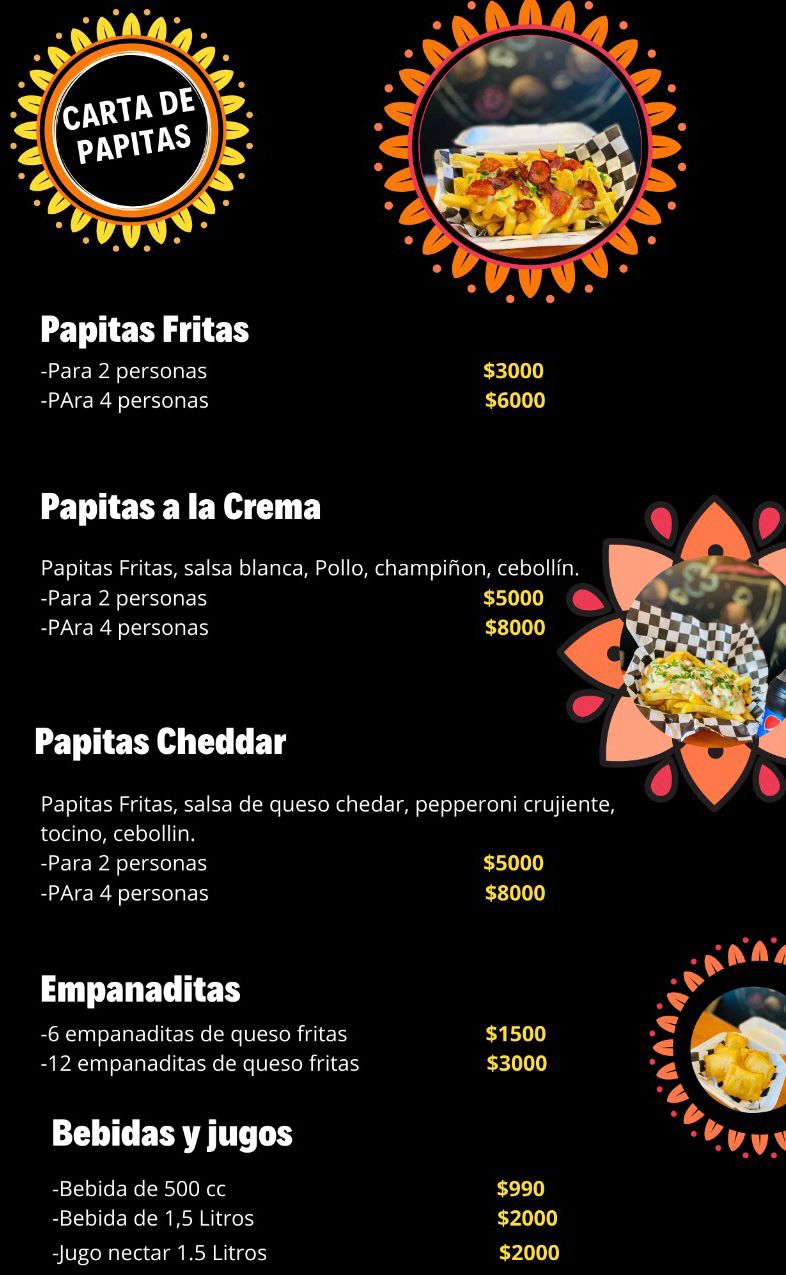 CARTA DE
PAPITAS
Papitas Fritas
-Para 2 personas $3000
-PAra 4 personas $6000
Papitas a la Crema
Papitas Fritas, salsa blanca, Pollo, champiñon, cebollín.
-Para 2 personas $5000
-PAra 4 personas $8000
Papitas Cheddar
Papitas Fritas, salsa de queso chedar, pepperoni crujiente,
tocino, cebollin.
-Para 2 personas $5000
-PAra 4 personas $8000
Empanaditas
-6 empanaditas de queso fritas $1500
-12 empanaditas de queso fritas $3000
Bebidas y jugos
-Bebida de 500 cc $990
-Bebida de 1,5 Litros $2000
-Jugo nectar 1.5 Litros $2000